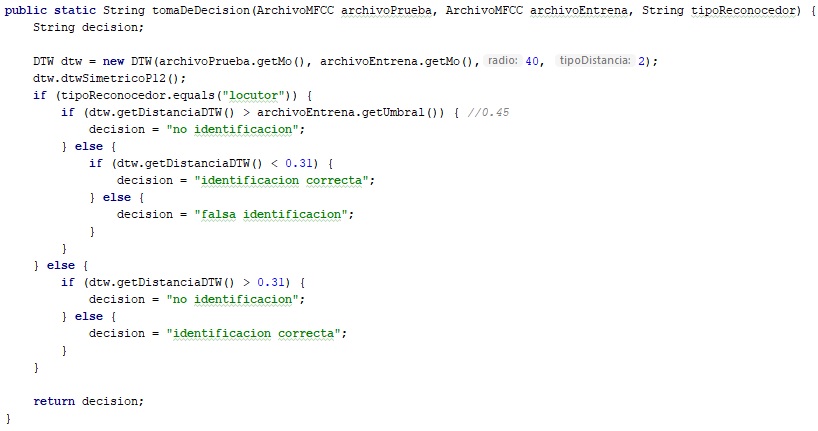 public static String tomaDeDecision(ArchivoMFCC archivoPrueba, ArchivoMFCC archivoEntrena, String tipoReconocedor) {
    String decision;

    DTW dtw = new DTW(archivoPrueba.getMo(), archivoEntrena.getMo(), radio: 40, tipoDistancia: 2);
    dtw.dtwSimetricoP12();
    if (tipoReconocedor.equals("locutor")) {
        if (dtw.getDistanciaDTW() > archivoEntrena.getUmbral()) { //0.45
            decision = "no identificacion";
        } else {
            if (dtw.getDistanciaDTW() < 0.31) {
                decision = "identificacion correcta";
            } else {
                decision = "falsa identificacion";
            }
        }
    } else {
        if (dtw.getDistanciaDTW() > 0.31) {
            decision = "no identificacion";
        } else {
            decision = "identificacion correcta";
        }
    }

    return decision;
}